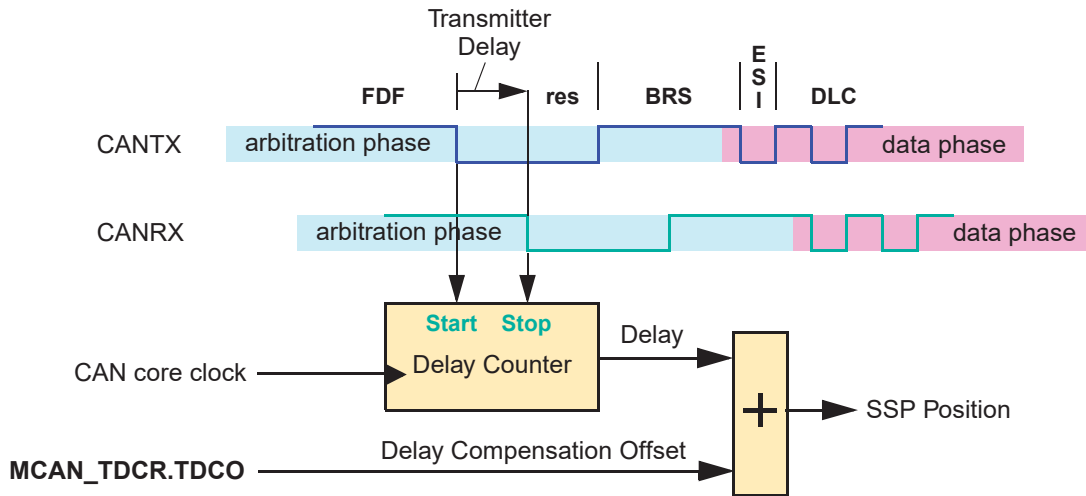 Transmitter
Delay
FDF res BRS ESI DLC
CANTX arbitration phase data phase
CANRX arbitration phase data phase
Start Stop
Delay Counter
Delay
CAN core clock
+
SSP Position
Delay Compensation Offset
MCAN_TDCR.TDCO